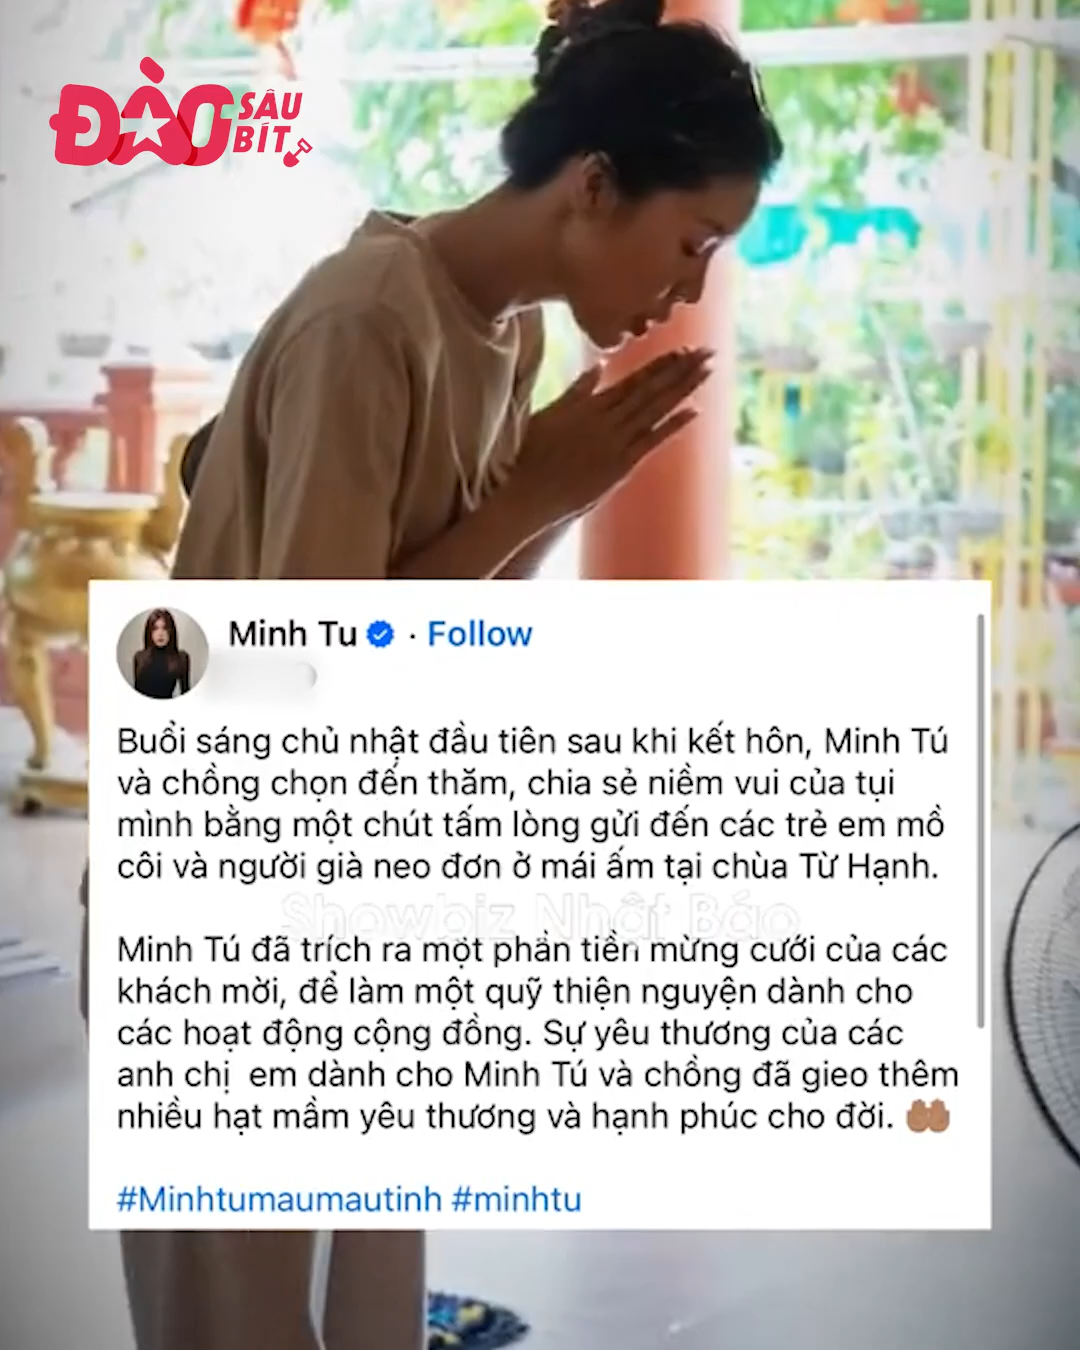 ĐÀO SÂU BÍT
Minh Tu · Follow
Buổi sáng chủ nhật đầu tiên sau khi kết hôn, Minh Tú
và chồng chọn đến thăm, chia sẻ niềm vui của tụi
mình bằng một chút tấm lòng gửi đến các trẻ em mồ
côi và người già neo đơn ở mái ấm tại chùa Từ Hạnh.
Showbiz Nhật Báo
Minh Tú đã trích ra một phần tiền mừng cưới của các
khách mời, để làm một quỹ thiện nguyện dành cho
các hoạt động cộng đồng. Sự yêu thương của các
anh chị  em dành cho Minh Tú và chồng đã gieo thêm
nhiều hạt mầm yêu thương và hạnh phúc cho đời. 🤲🏽
#Minhtumaumautinh #minhtu